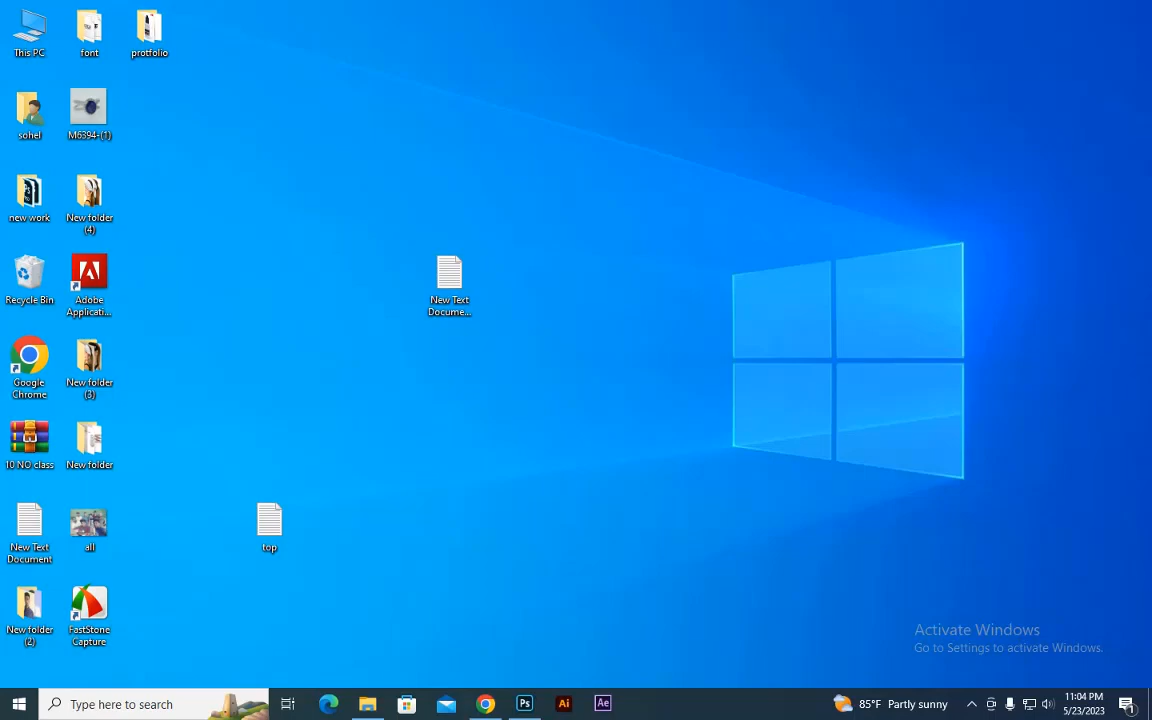 This PC
font
protfolio
sohel
M6394-(1)
new work
New folder
(4)
Recycle Bin
Adobe
Applicati...
New Text
Docume...
Google
Chrome
New folder
(3)
10 NO class
New folder
New Text
Document
all
top
New folder
(2)
FastStone
Capture
Activate Windows
Go to Settings to activate Windows.
Type here to search
Ps
Ai
Ae
85°F Partly sunny
11:04 PM
5/23/2023
1